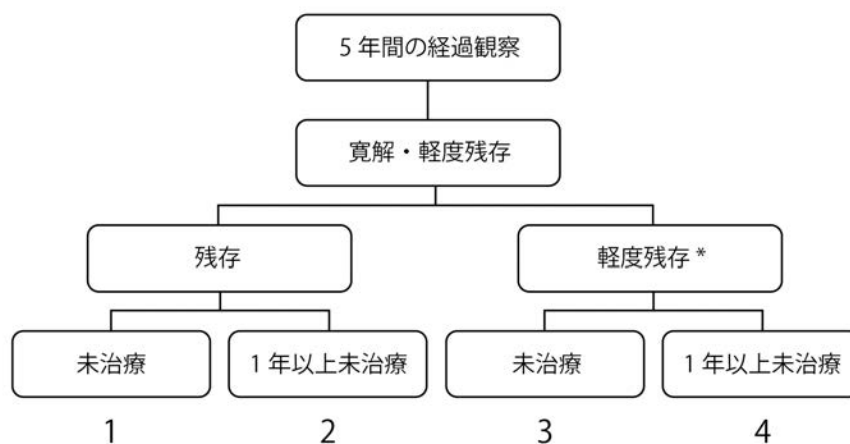 5 年間の経過観察
寛解・軽度残存
残存
軽度残存 *
未治療
1 年以上未治療
未治療
1 年以上未治療
1
2
3
4